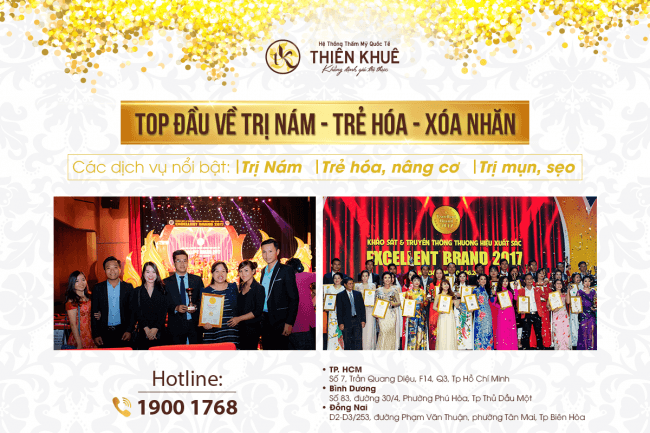 Hệ Thống Thẩm Mỹ Quốc Tế
THIÊN KHUÊ
Khẳng định giá trị thực
TOP ĐẦU VỀ TRỊ NÁM - TRẺ HÓA - XÓA NHĂN
Các dịch vụ nổi bật: |Trị Nám |Trẻ hóa, nâng cơ |Trị mụn, sẹo
EXCELLENT BRAND 2017
KHẢO SÁT & TRUYỀN THÔNG THƯƠNG HIỆU XUẤT SẮC
EXCELLENT BRAND 2017
Hotline:
1900 1768
• TP. HCM
Số 7, Trần Quang Diệu, F14, Q3, Tp Hồ Chí Minh
• Bình Dương
Số 83, đường 30/4, Phường Phú Hòa, Tp Thủ Dầu Một
• Đồng Nai
D2-D3/253, đường Phạm Văn Thuận, phường Tân Mai, Tp Biên Hòa